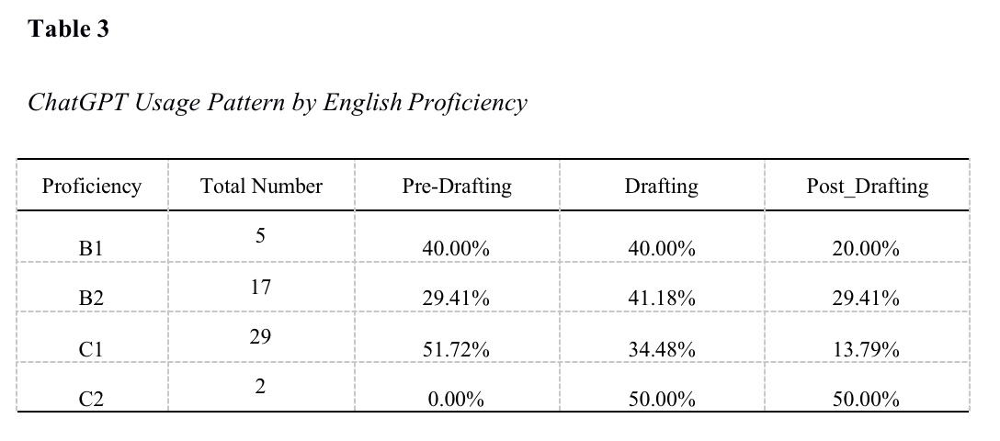 Table 3
ChatGPT Usage Pattern by English Proficiency
Proficiency Total Number Pre-Drafting Drafting Post_Drafting
B1 5 40.00% 40.00% 20.00%
B2 17 29.41% 41.18% 29.41%
C1 29 51.72% 34.48% 13.79%
C2 2 0.00% 50.00% 50.00%